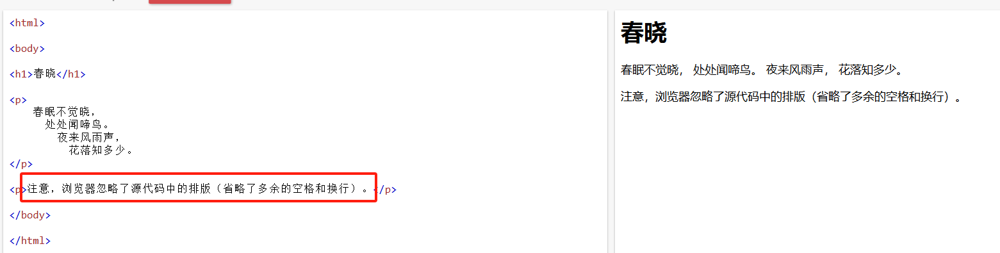 <html>
<body>
<h1>春晓</h1>
<p>
春眠不觉晓，
处处闻啼鸟。
夜来风雨声，
花落知多少。
</p>
<p>注意，浏览器忽略了源代码中的排版（省略了多余的空格和换行）。</p>
</body>
</html>
春晓
春眠不觉晓， 处处闻啼鸟。 夜来风雨声， 花落知多少。
注意，浏览器忽略了源代码中的排版（省略了多余的空格和换行）。